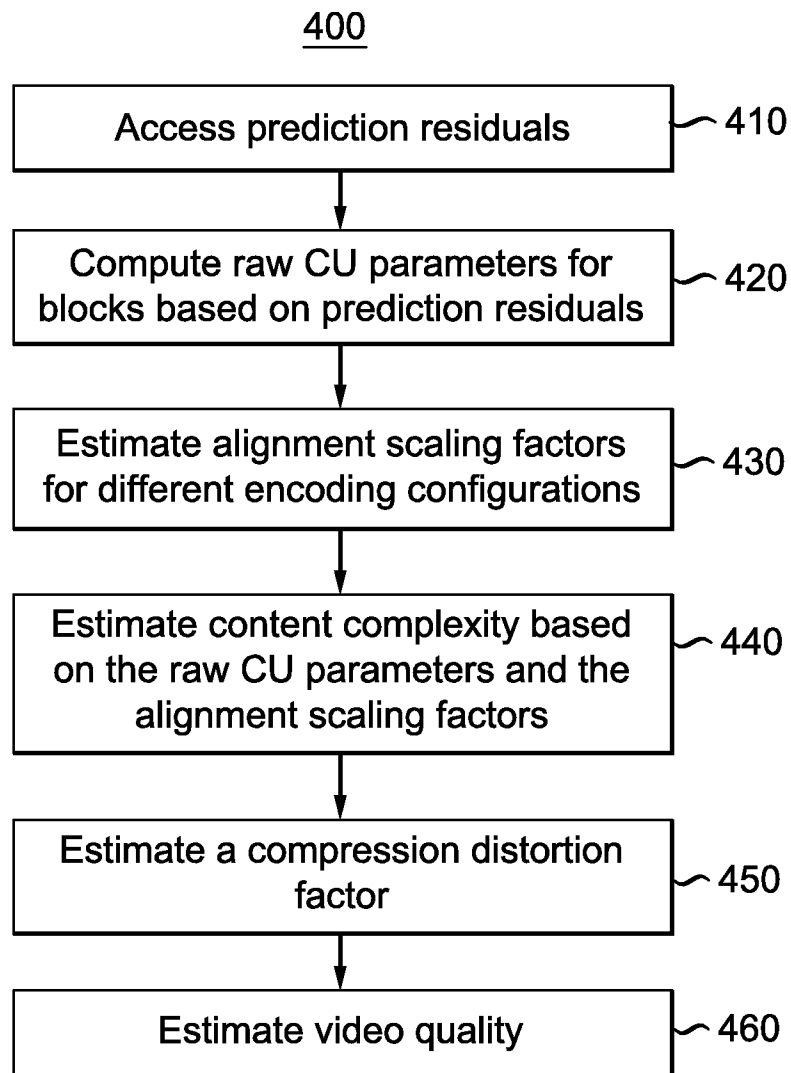 400
Access prediction residuals
410
Compute raw CU parameters for
blocks based on prediction residuals
420
Estimate alignment scaling factors
for different encoding configurations
430
Estimate content complexity based
on the raw CU parameters and the
alignment scaling factors
440
Estimate a compression distortion
factor
450
Estimate video quality
460